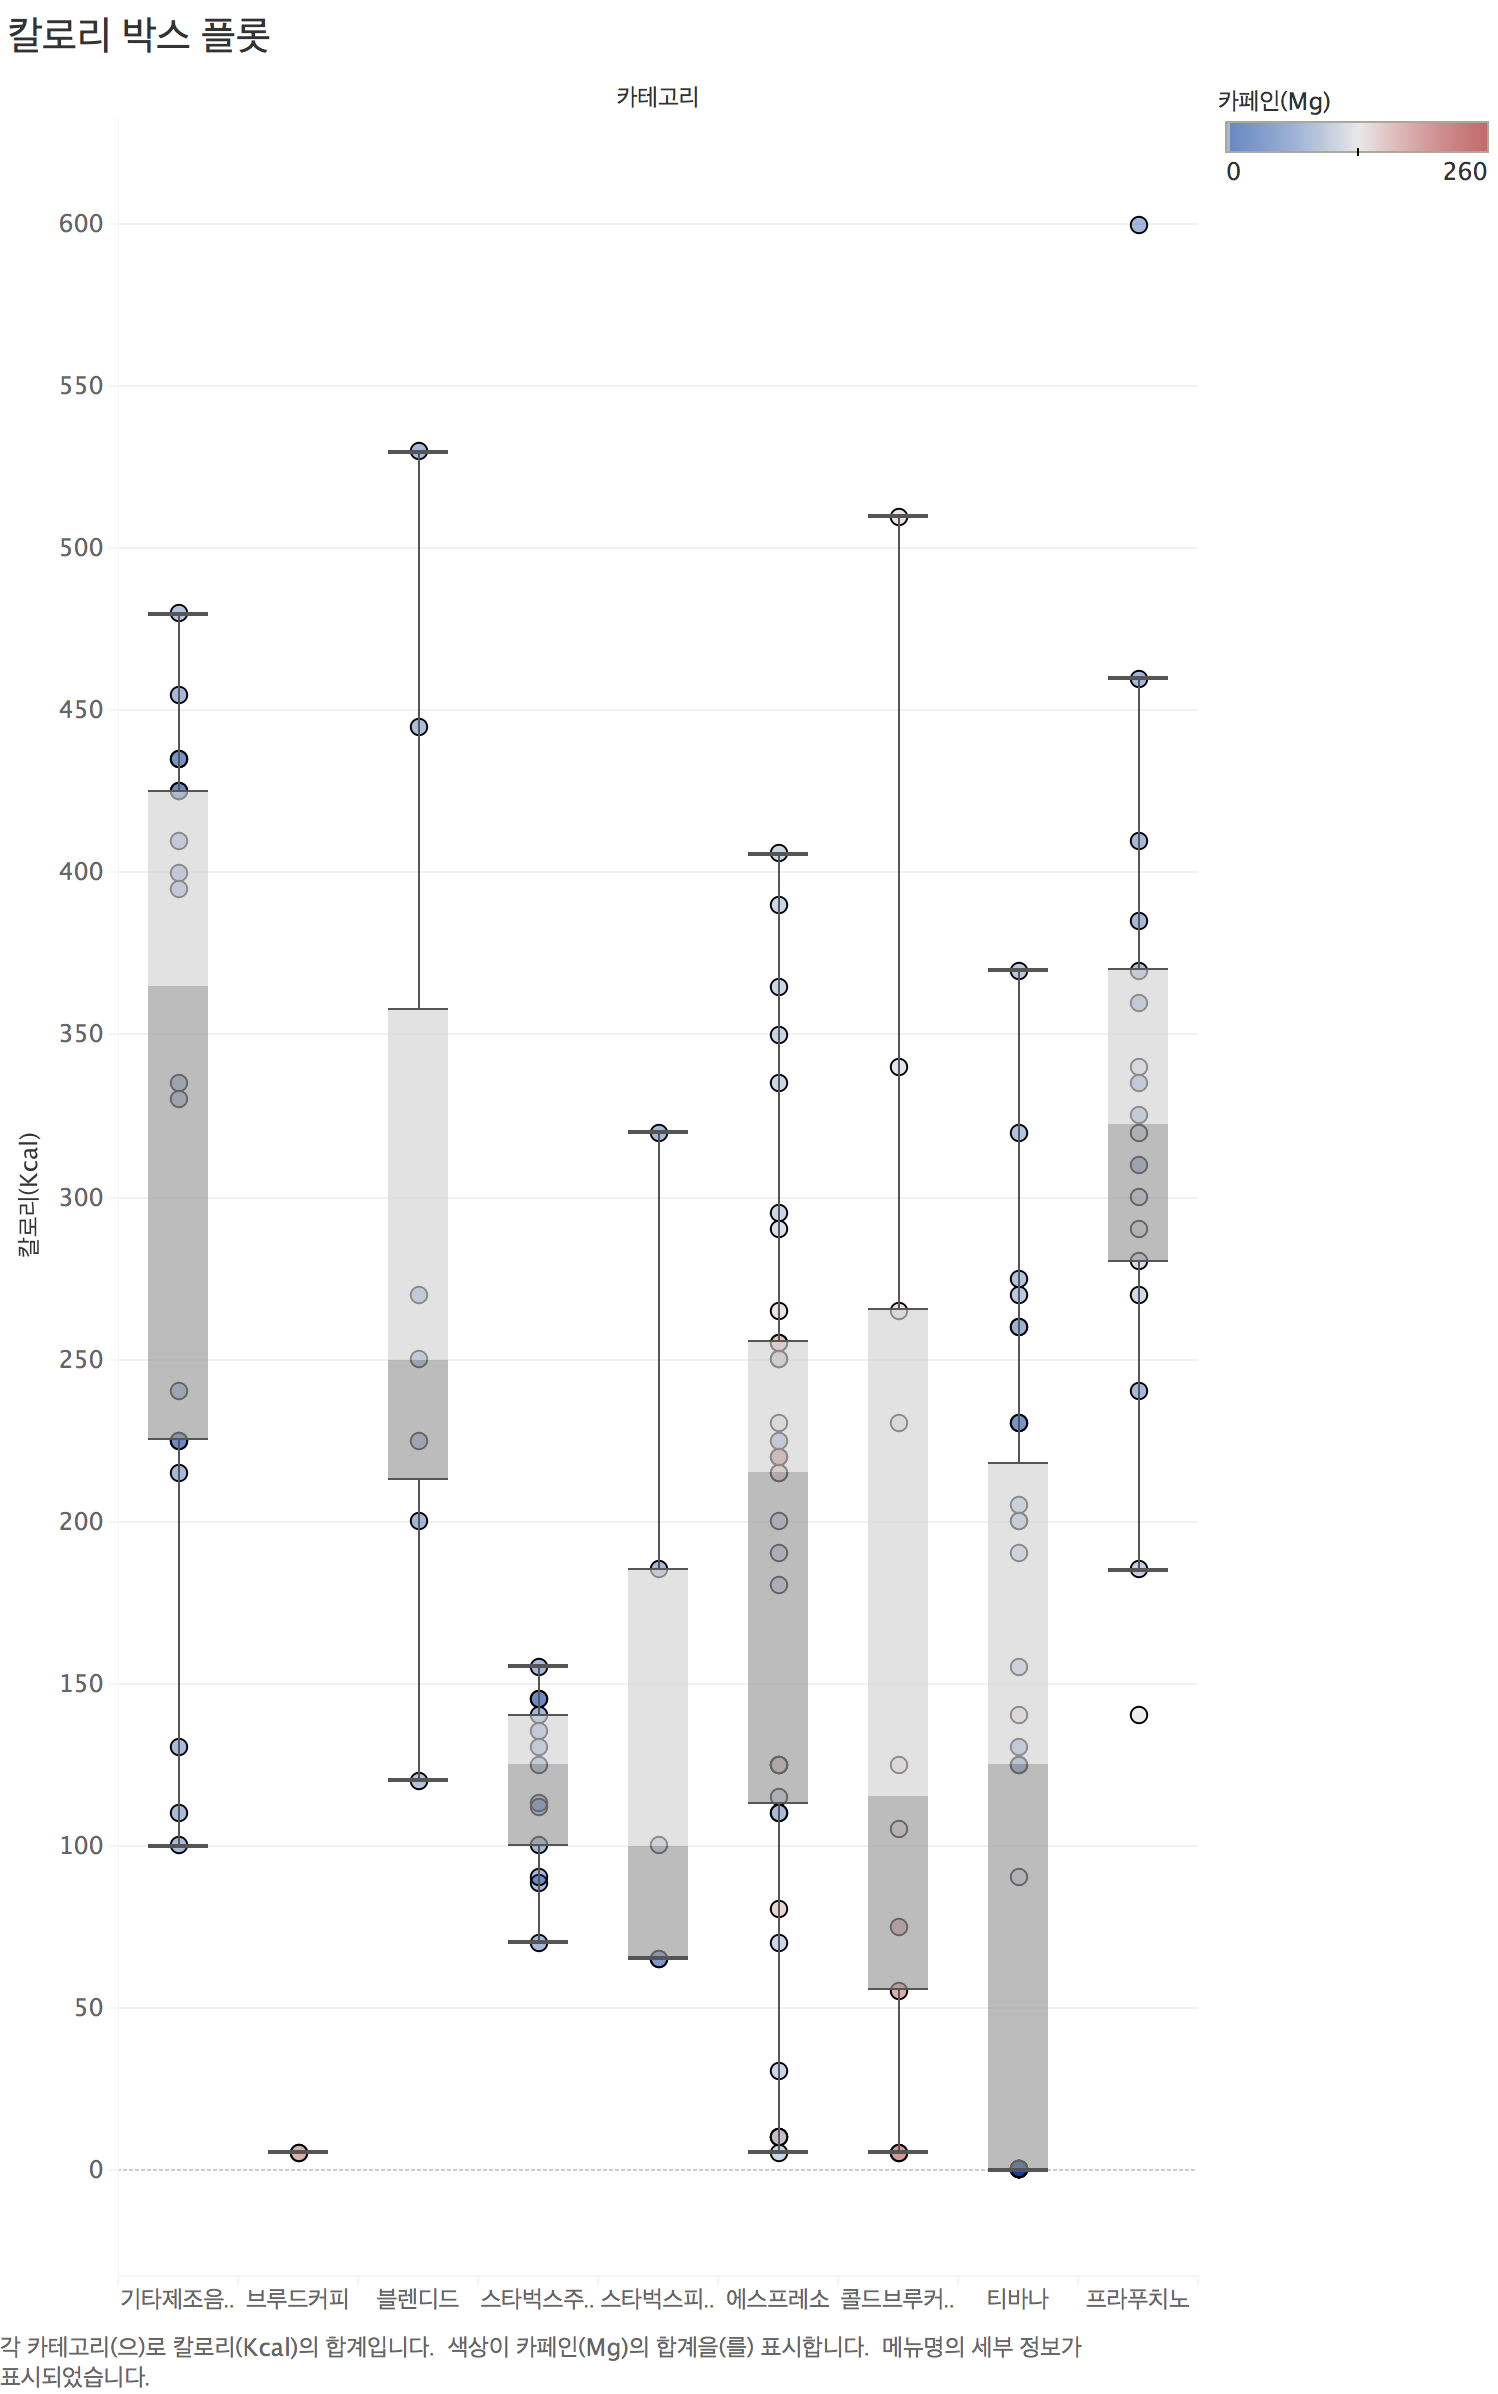 칼로리 박스 플롯
카테고리
카페인(Mg)
0 260
600
550
500
450
400
350
300
250
200
150
100
50
0
칼로리(Kcal)
기타제조음.. 브루드커피 블렌디드 스타벅스주.. 스타벅스피.. 에스프레소 콜드브루커.. 티바나 프라푸치노
각 카테고리(으)로 칼로리(Kcal)의 합계입니다. 색상이 카페인(Mg)의 합계을(를) 표시합니다. 메뉴명의 세부 정보가
표시되었습니다.